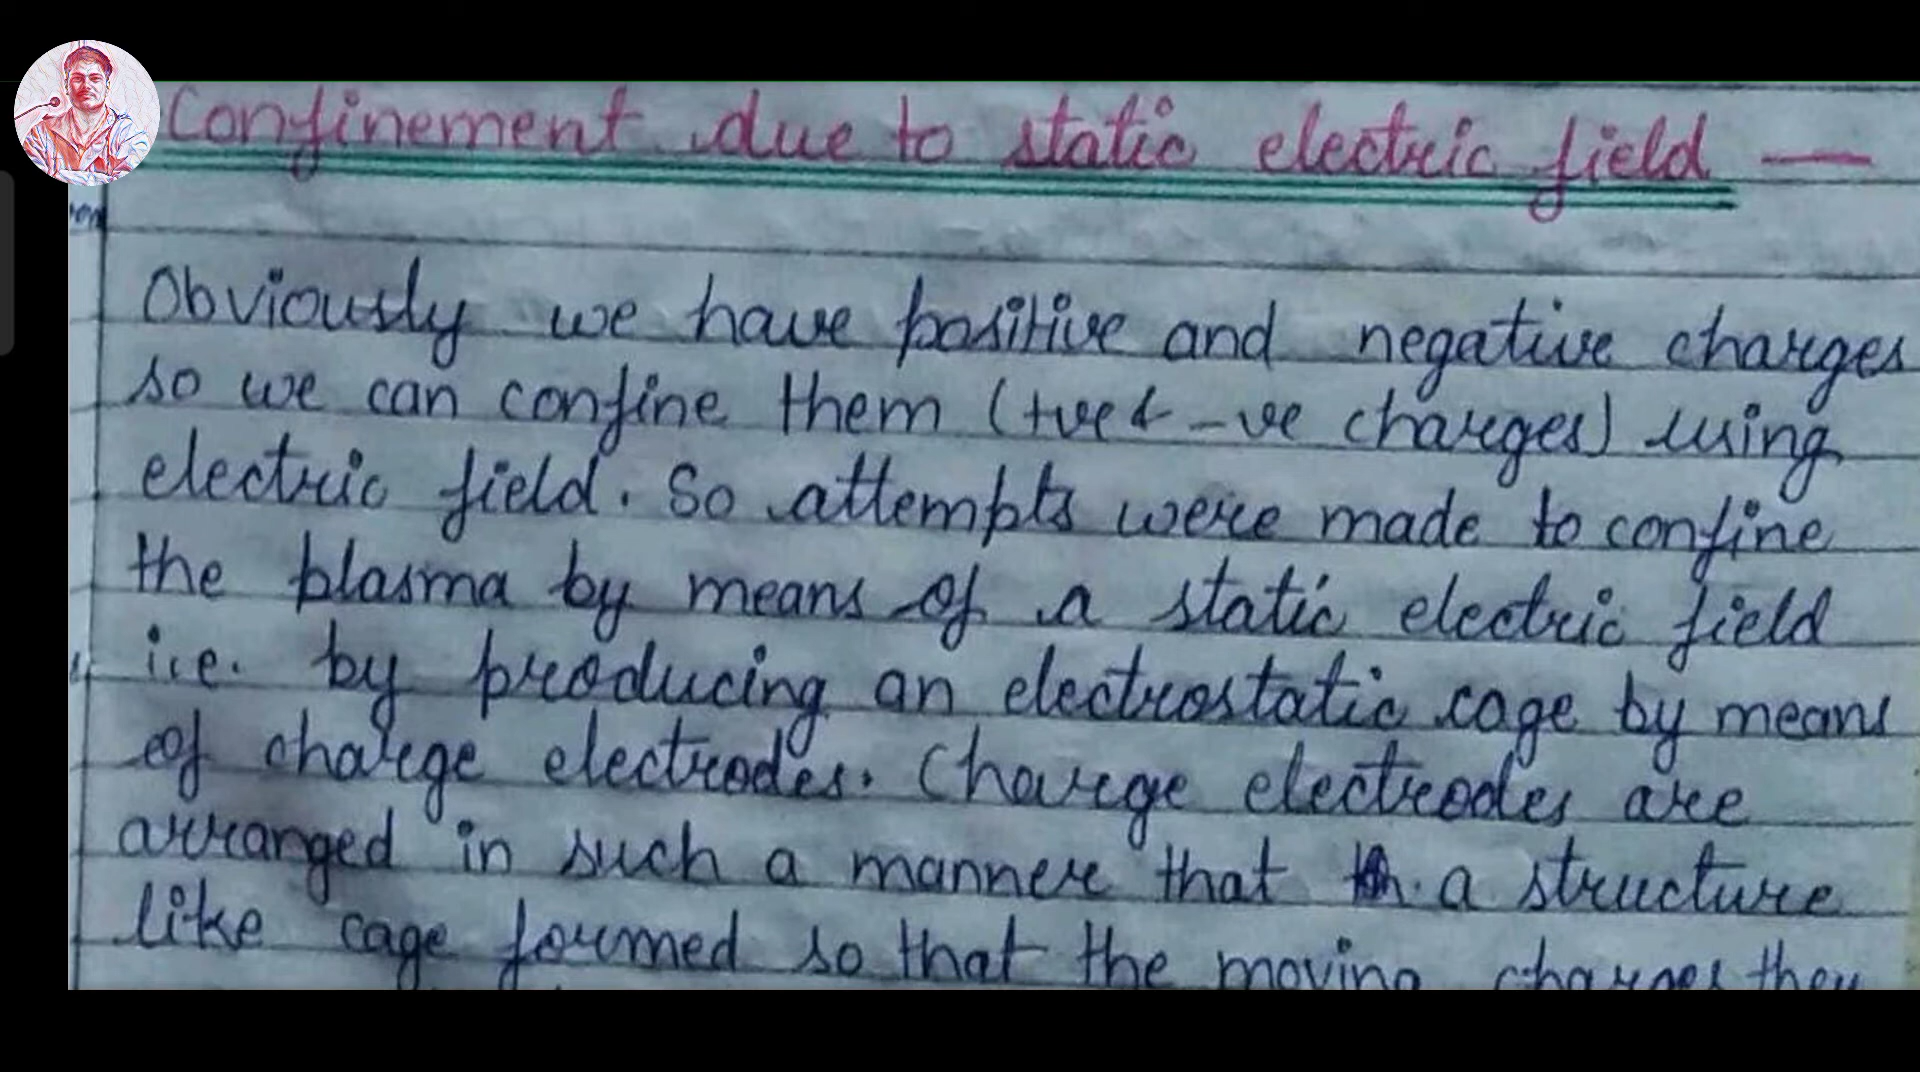 Confinement due to static electric field —
Obviously we have positive and negative charges
so we can confine them (+ve & -ve charges) using
electric field. So attempts were made to confine
the plasma by means of a static electric field
i.e. by producing an electrostatic cage by means
of charge electrodes. Charge electrodes are
arranged in such a manner that a structure
like cage formed so that the moving charges they